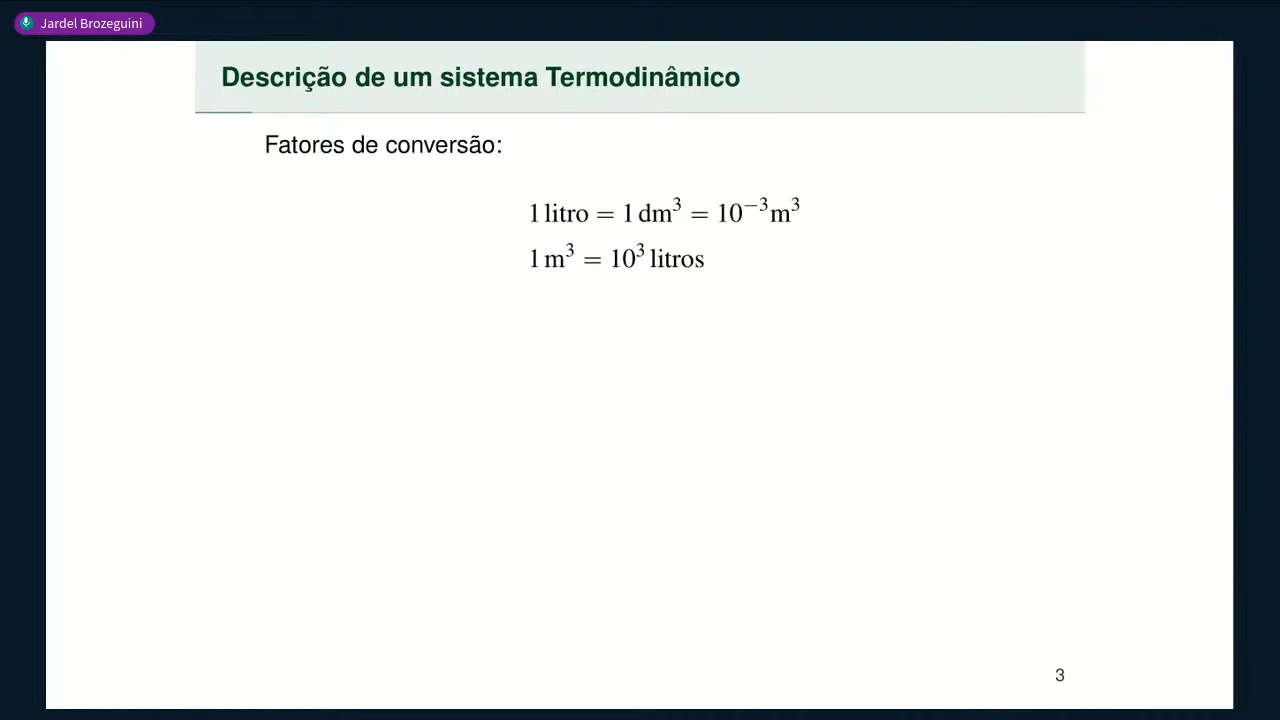 Jardel Brozeguini
Descrição de um sistema Termodinâmico
Fatores de conversão:
1 litro = 1 dm³ = 10⁻³m³
1 m³ = 10³ litros
3